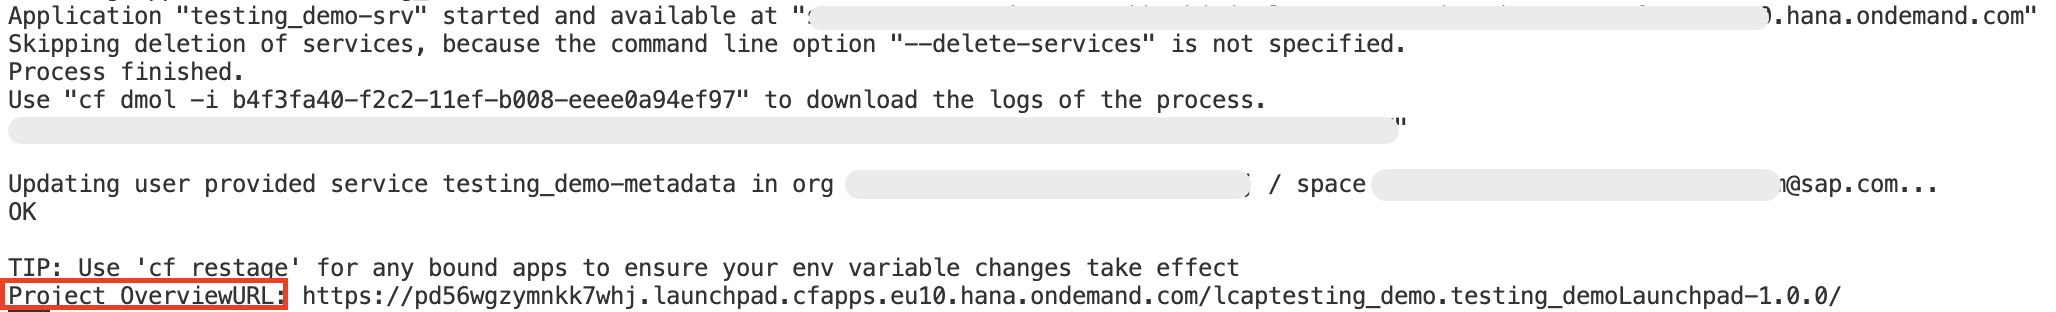 Application "testing_demo-srv" started and available at " .hana.ondemand.com"
Skipping deletion of services, because the command line option "--delete-services" is not specified.
Process finished.
Use "cf dmol -i b4f3fa40-f2c2-11ef-b008-eeee0a94ef97" to download the logs of the process.
"
Updating user provided service testing_demo-metadata in org / space @sap.com...
OK
TIP: Use 'cf restage' for any bound apps to ensure your env variable changes take effect
Project OverviewURL: https://pd56wgzymnkk7whj.launchpad.cfapps.eu10.hana.ondemand.com/lcaptesting_demo.testing_demoLaunchpad-1.0.0/